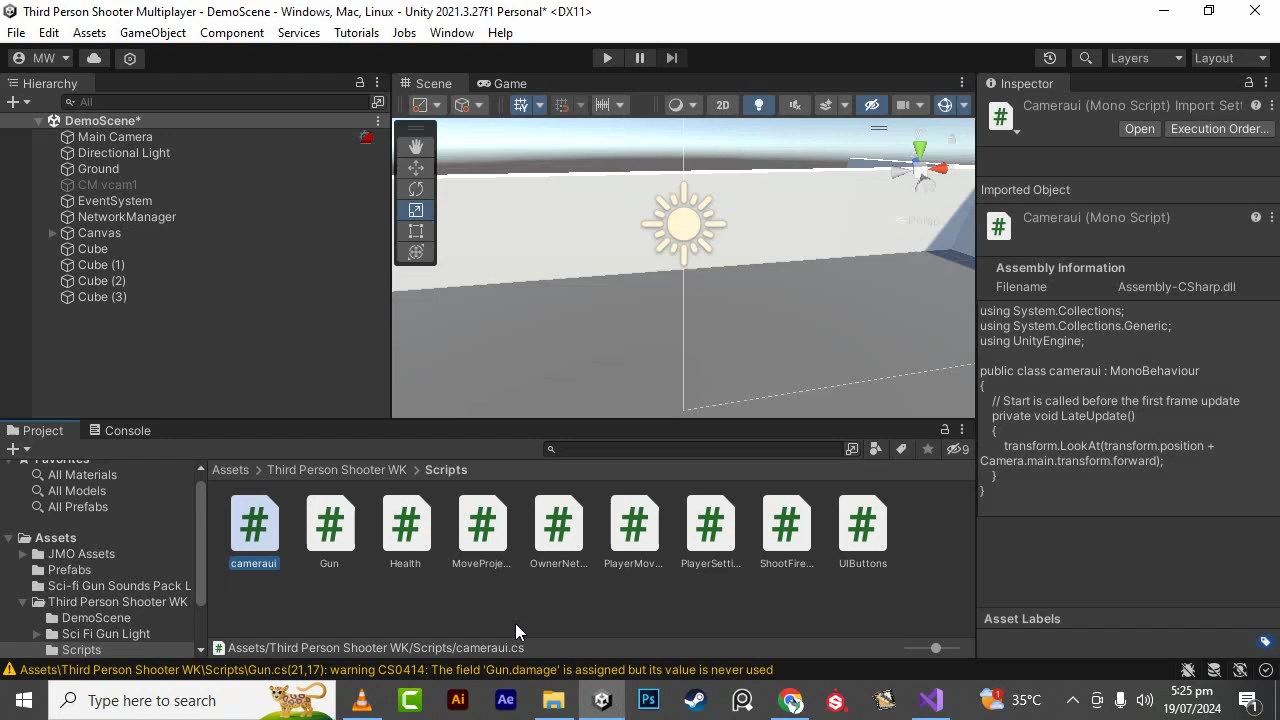 Third Person Shooter Multiplayer - DemoScene - Windows, Mac, Linux - Unity 2021.3.27f1 Personal* <DX11>
File Edit Assets GameObject Component Services Tutorials Jobs Window Help
MW Layers Layout
Hierarchy
All
DemoScene*
Main Camera
Directional Light
Ground
CM vcam1
EventSystem
NetworkManager
Canvas
Cube
Cube (1)
Cube (2)
Cube (3)
Scene Game
2D
< Persp
Inspector
Cameraui (Mono Script) Import Set
Open Execution Order...
Imported Object
Cameraui (Mono Script)
Assembly Information
Filename Assembly-CSharp.dll
using System.Collections;
using System.Collections.Generic;
using UnityEngine;
public class cameraui : MonoBehaviour
{
// Start is called before the first frame update
private void LateUpdate()
{
transform.LookAt(transform.position +
Camera.main.transform.forward);
}
}
Asset Labels
Project Console
9
Favorites
All Materials
All Models
All Prefabs
Assets
JMO Assets
Prefabs
Sci-fi Gun Sounds Pack L
Third Person Shooter WK
DemoScene
Sci Fi Gun Light
Scripts
Assets > Third Person Shooter WK > Scripts
cameraui Gun Health MoveProje... OwnerNet... PlayerMov... PlayerSetti... ShootFire... UIButtons
Assets/Third Person Shooter WK/Scripts/cameraui.cs
Assets\Third Person Shooter WK\Scripts\Gun.cs(21,17): warning CS0414: The field 'Gun.damage' is assigned but its value is never used
Type here to search
Ai Ae Ps
35°C
5:25 pm
19/07/2024